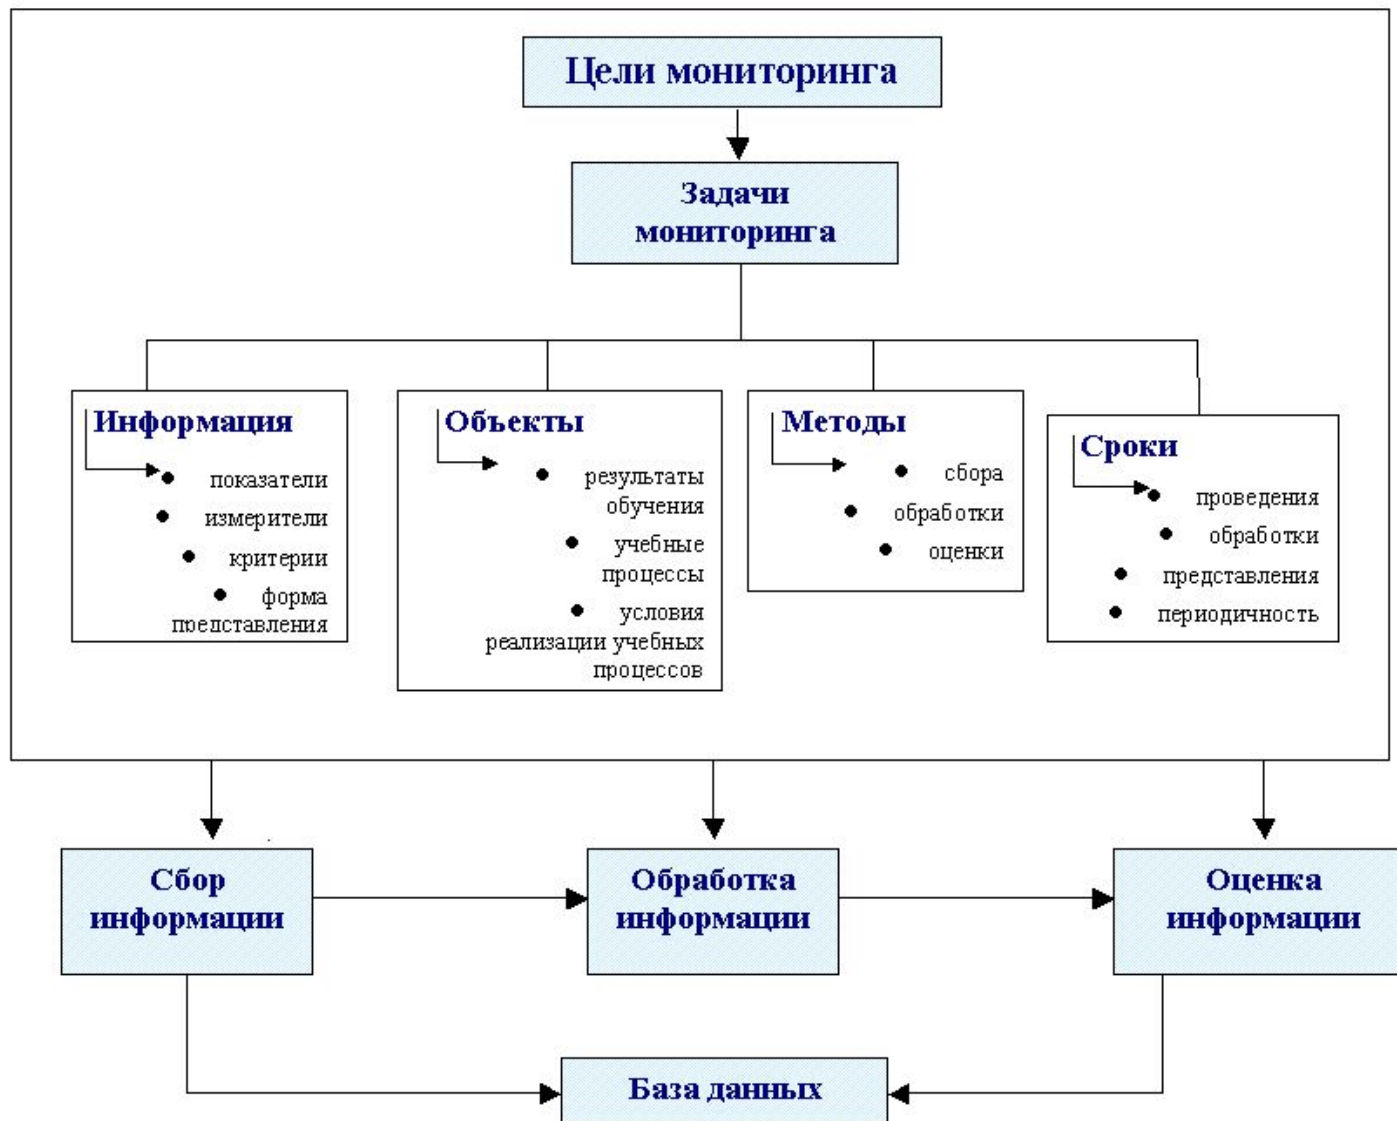 Цели мониторинга
Задачи
мониторинга
Информация
• показатели
• измерители
• критерии
• форма
представления
Объекты
• результаты
обучения
• учебные
процессы
• условия
реализации учебных
процессов
Методы
• сбора
• обработки
• оценки
Сроки
• проведения
• обработки
• представления
• периодичность
Сбор
информации
Обработка
информации
Оценка
информации
База данных